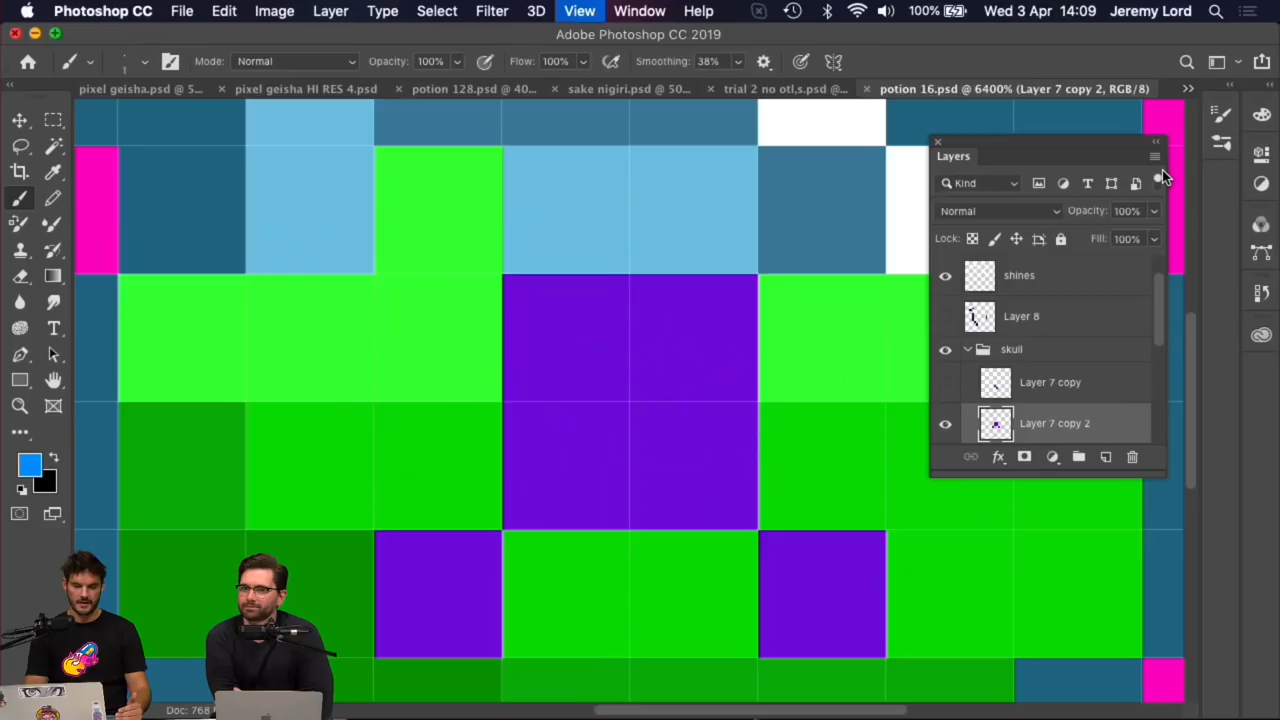 Photoshop CC File Edit Image Layer Type Select Filter 3D View Window Help 100% Wed 3 Apr 14:09 Jeremy Lord
Adobe Photoshop CC 2019
1 Mode: Normal Opacity: 100% Flow: 100% Smoothing: 38%
pixel geisha.psd @ 5... × pixel geisha HI RES 4.psd × potion 128.psd @ 40... × sake nigiri.psd @ 50... × trial 2 no otl,s.psd @... × potion 16.psd @ 6400% (Layer 7 copy 2, RGB/8)
Layers
Kind
Normal Opacity: 100%
Lock: Fill: 100%
shines
Layer 8
skull
Layer 7 copy
Layer 7 copy 2
fx
Doc: 768